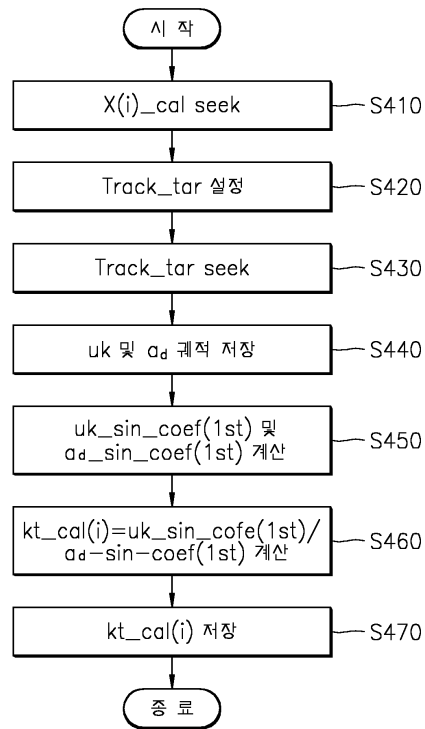 시 작
X(i)_cal seek
S410
Track_tar 설정
S420
Track_tar seek
S430
uk 및 ad 궤적 저장
S440
uk_sin_coef(1st) 및
ad_sin_coef(1st) 계산
S450
kt_cal(i)=uk_sin_cofe(1st)/
ad-sin-coef(1st) 계산
S460
kt_cal(i) 저장
S470
종 료